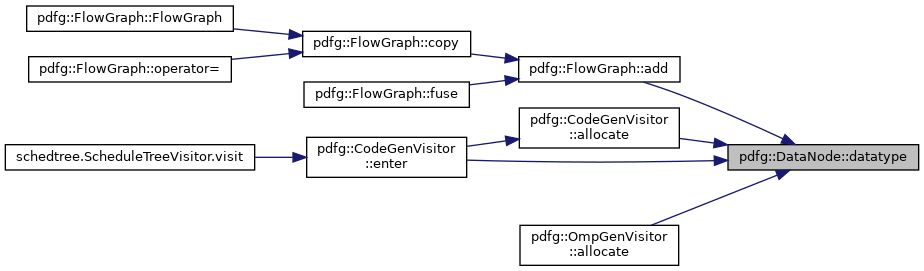 pdfg::FlowGraph::FlowGraph
pdfg::FlowGraph::copy
pdfg::FlowGraph::operator=
pdfg::FlowGraph::add
pdfg::FlowGraph::fuse
pdfg::CodeGenVisitor
::allocate
schedtree.ScheduleTreeVisitor.visit
pdfg::CodeGenVisitor
::enter
pdfg::DataNode::datatype
pdfg::OmpGenVisitor
::allocate